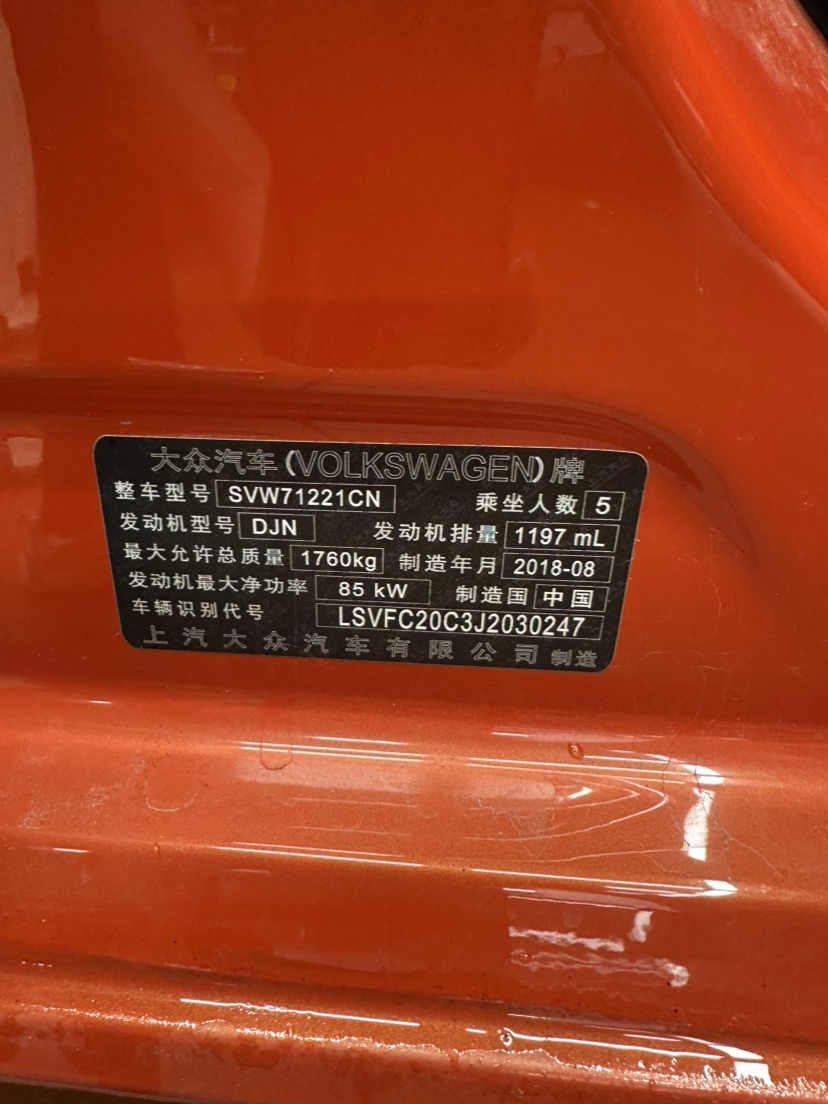 大众汽车(VOLKSWAGEN)牌
整车型号 SVW71221CN 乘坐人数 5
发动机型号 DJN 发动机排量 1197 mL
最大允许总质量 1760kg 制造年月 2018-08
发动机最大净功率 85 kW 制造国 中国
车辆识别代号 LSVFC20C3J2030247
上汽大众汽车有限公司 制造